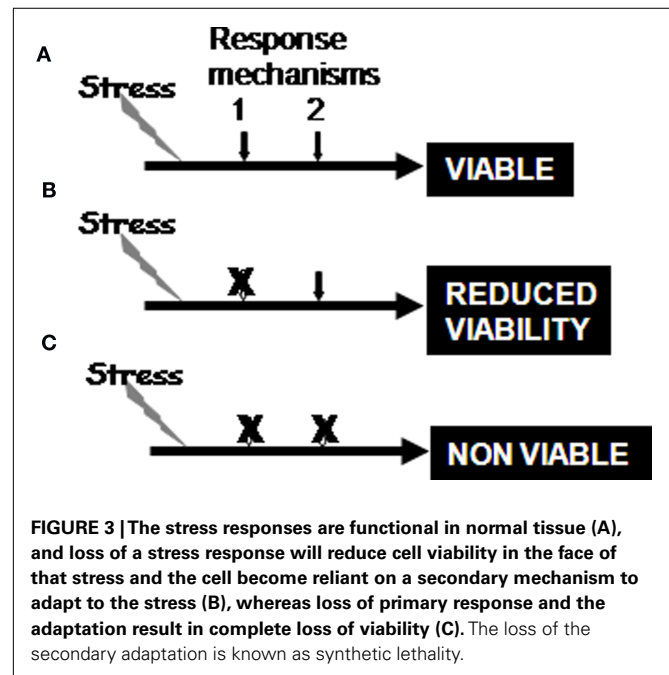 A
Response
mechanisms
Stress
1 2
VIABLE
B
Stress
X
REDUCED
VIABILITY
C
Stress
X X
NON VIABLE
FIGURE 3 | The stress responses are functional in normal tissue (A),
and loss of a stress response will reduce cell viability in the face of
that stress and the cell become reliant on a secondary mechanism to
adapt to the stress (B), whereas loss of primary response and the
adaptation result in complete loss of viability (C). The loss of the
secondary adaptation is known as synthetic lethality.